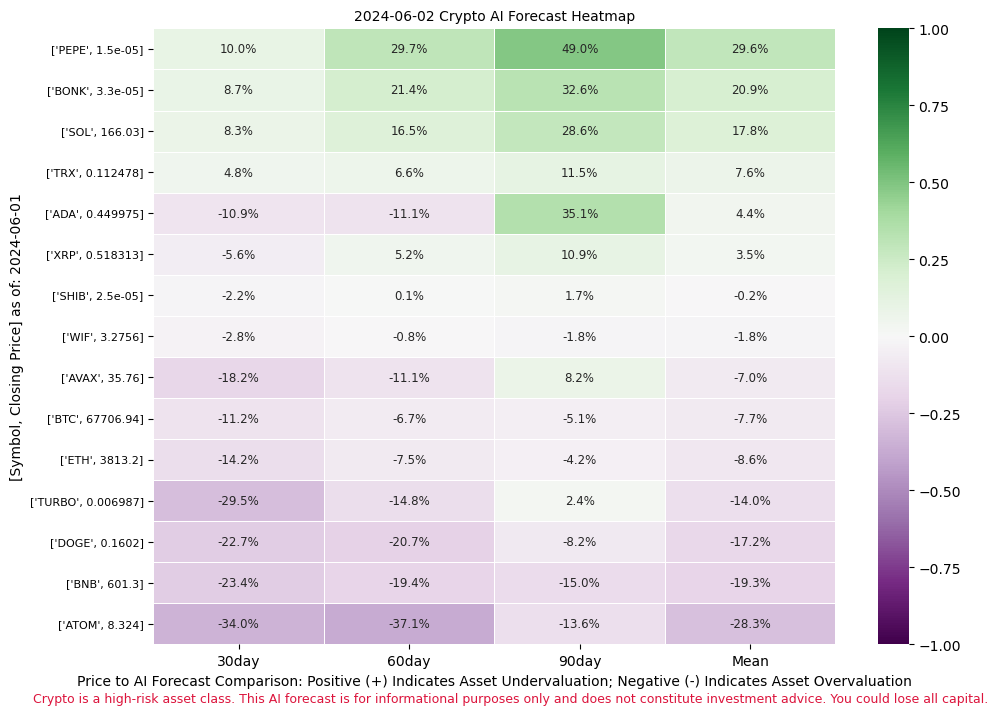 2024-06-02 Crypto AI Forecast Heatmap
['PEPE', 1.5e-05] 10.0% 29.7% 49.0% 29.6%
['BONK', 3.3e-05] 8.7% 21.4% 32.6% 20.9%
['SOL', 166.03] 8.3% 16.5% 28.6% 17.8%
['TRX', 0.112478] 4.8% 6.6% 11.5% 7.6%
['ADA', 0.449975] -10.9% -11.1% 35.1% 4.4%
['XRP', 0.518313] -5.6% 5.2% 10.9% 3.5%
['SHIB', 2.5e-05] -2.2% 0.1% 1.7% -0.2%
['WIF', 3.2756] -2.8% -0.8% -1.8% -1.8%
['AVAX', 35.76] -18.2% -11.1% 8.2% -7.0%
['BTC', 67706.94] -11.2% -6.7% -5.1% -7.7%
['ETH', 3813.2] -14.2% -7.5% -4.2% -8.6%
['TURBO', 0.006987] -29.5% -14.8% 2.4% -14.0%
['DOGE', 0.1602] -22.7% -20.7% -8.2% -17.2%
['BNB', 601.3] -23.4% -19.4% -15.0% -19.3%
['ATOM', 8.324] -34.0% -37.1% -13.6% -28.3%
30day 60day 90day Mean
[Symbol, Closing Price] as of: 2024-06-01
1.00
0.75
0.50
0.25
0.00
−0.25
−0.50
−0.75
−1.00
Price to AI Forecast Comparison: Positive (+) Indicates Asset Undervaluation; Negative (-) Indicates Asset Overvaluation
Crypto is a high-risk asset class. This AI forecast is for informational purposes only and does not constitute investment advice. You could lose all capital.